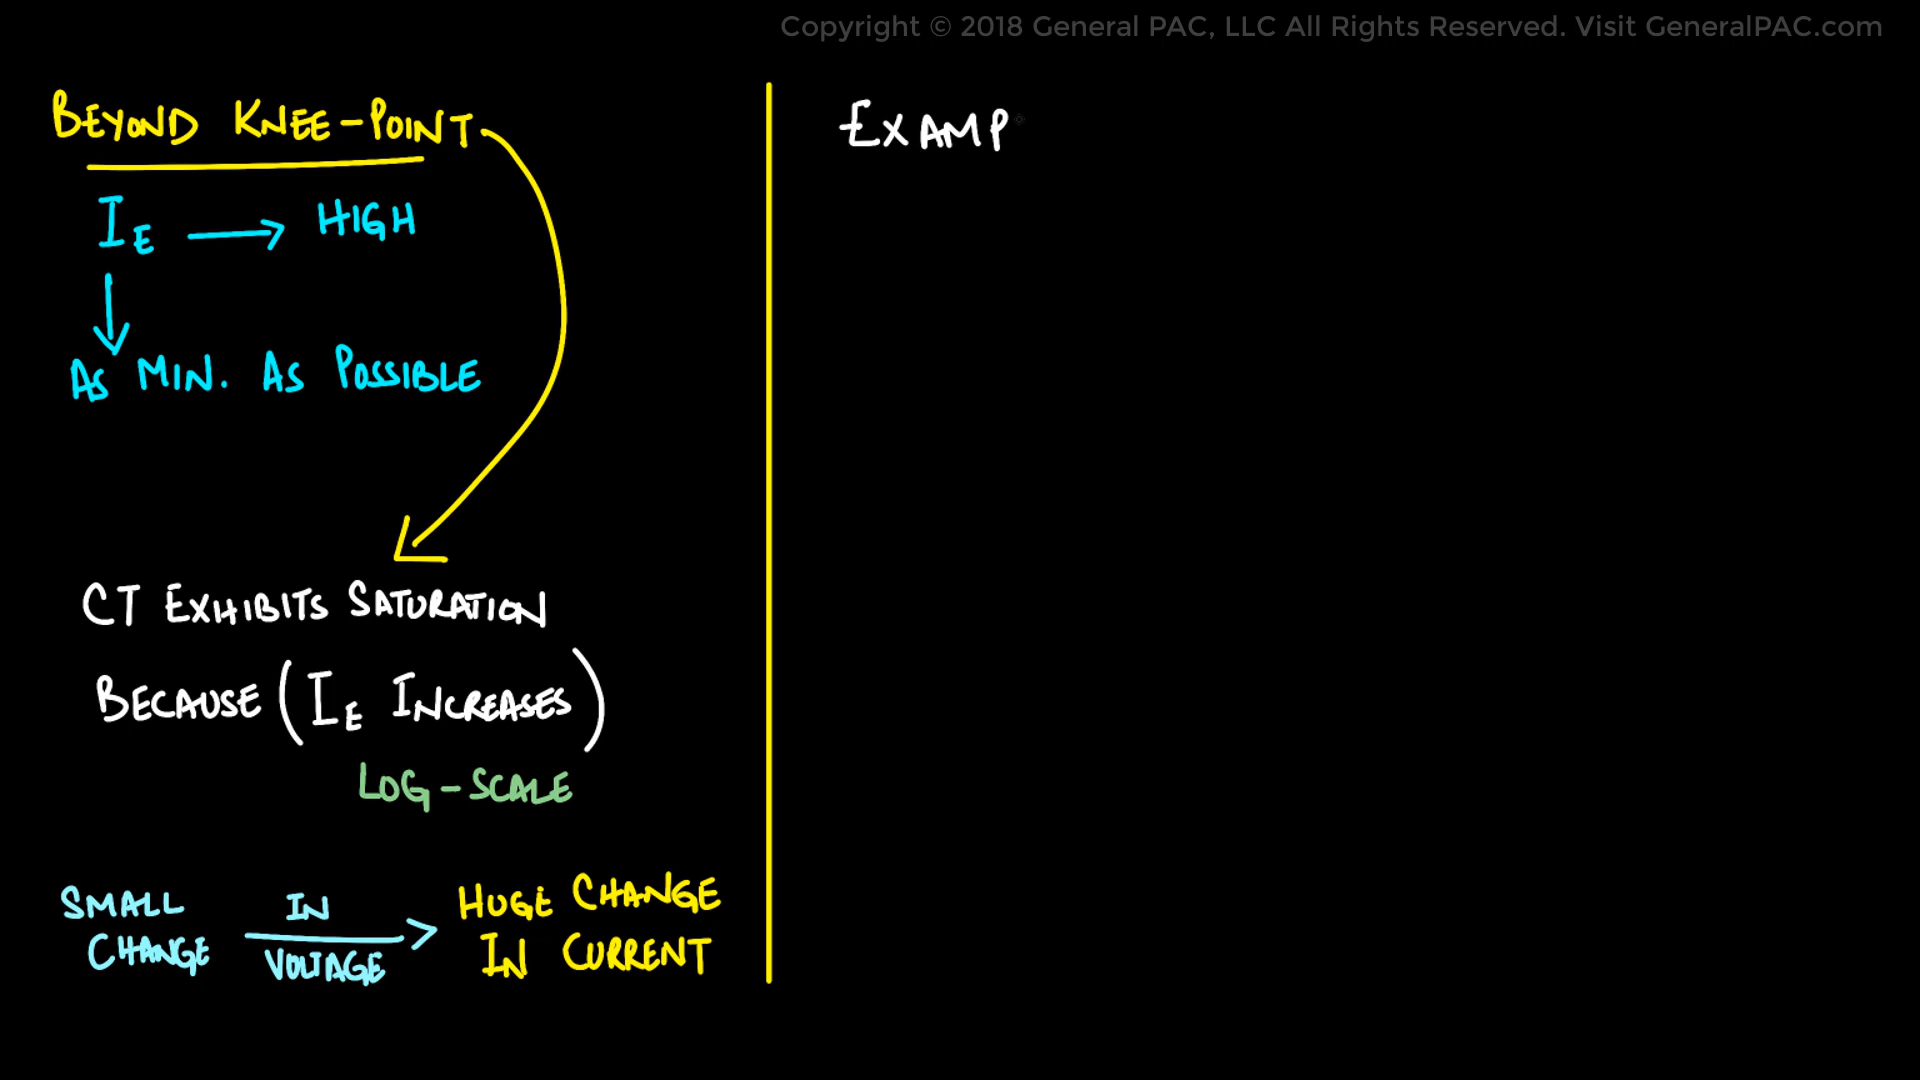 Copyright © 2018 General PAC, LLC All Rights Reserved. Visit GeneralPAC.com
BEYOND KNEE-POINT
IE → HIGH
↓
AS MIN. AS POSSIBLE
CT EXHIBITS SATURATION
BECAUSE (IE INCREASES)
LOG-SCALE
SMALL CHANGE IN VOLTAGE → HUGE CHANGE IN CURRENT
EXAMP